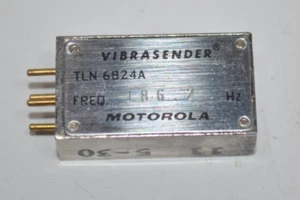 VIBRASENDER®
TLN 6824A
FREQ. 186.2 Hz
MOTOROLA